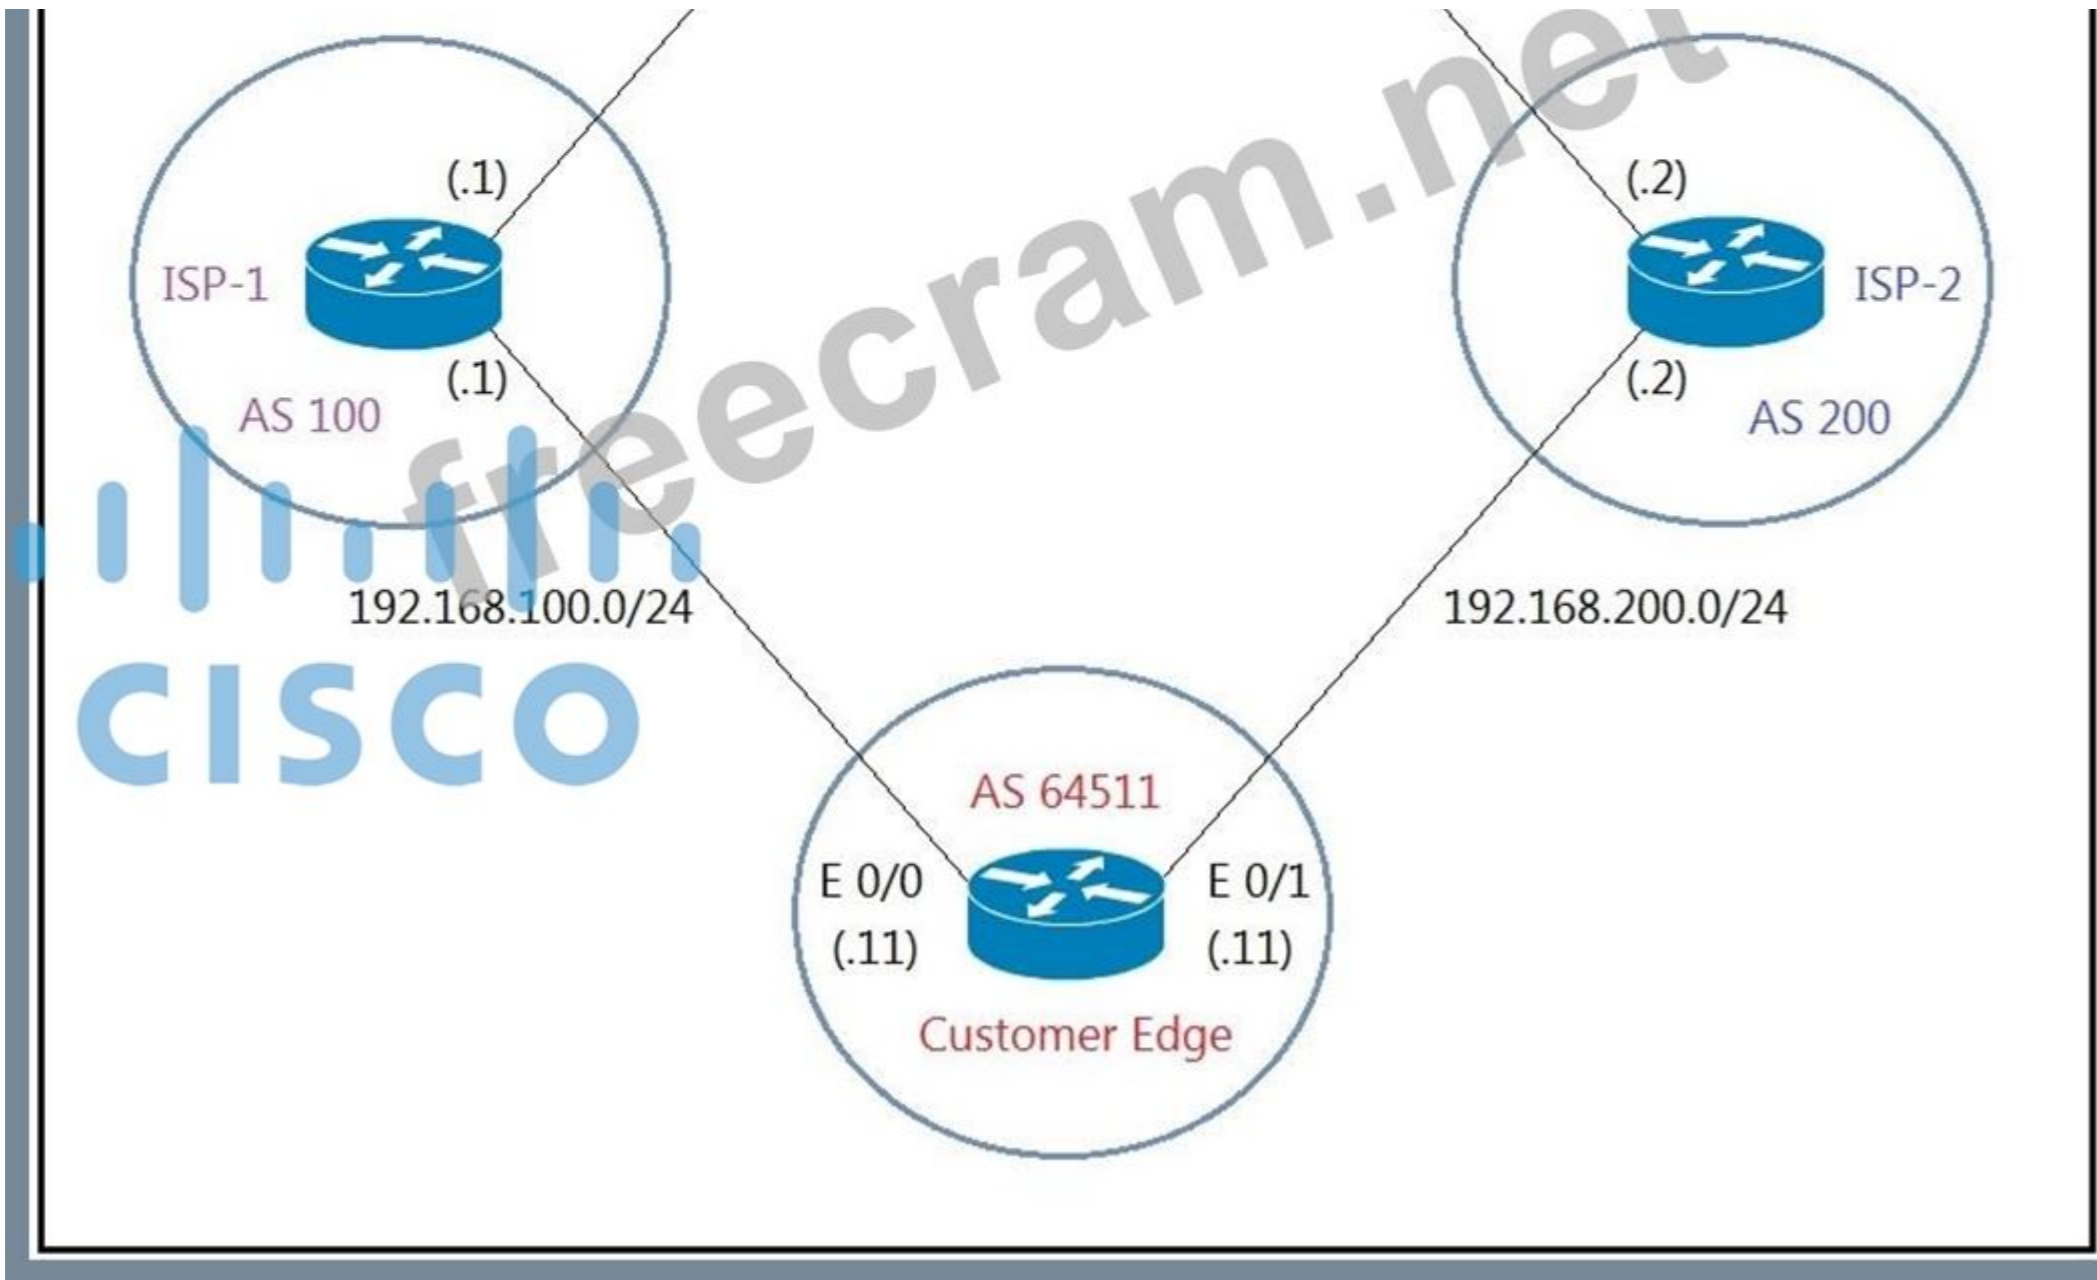 freecram.net
(.1)
(.2)
ISP-1
ISP-2
(.1)
(.2)
AS 100
AS 200
192.168.100.0/24
192.168.200.0/24
CISCO
AS 64511
E 0/0
E 0/1
(.11)
(.11)
Customer Edge